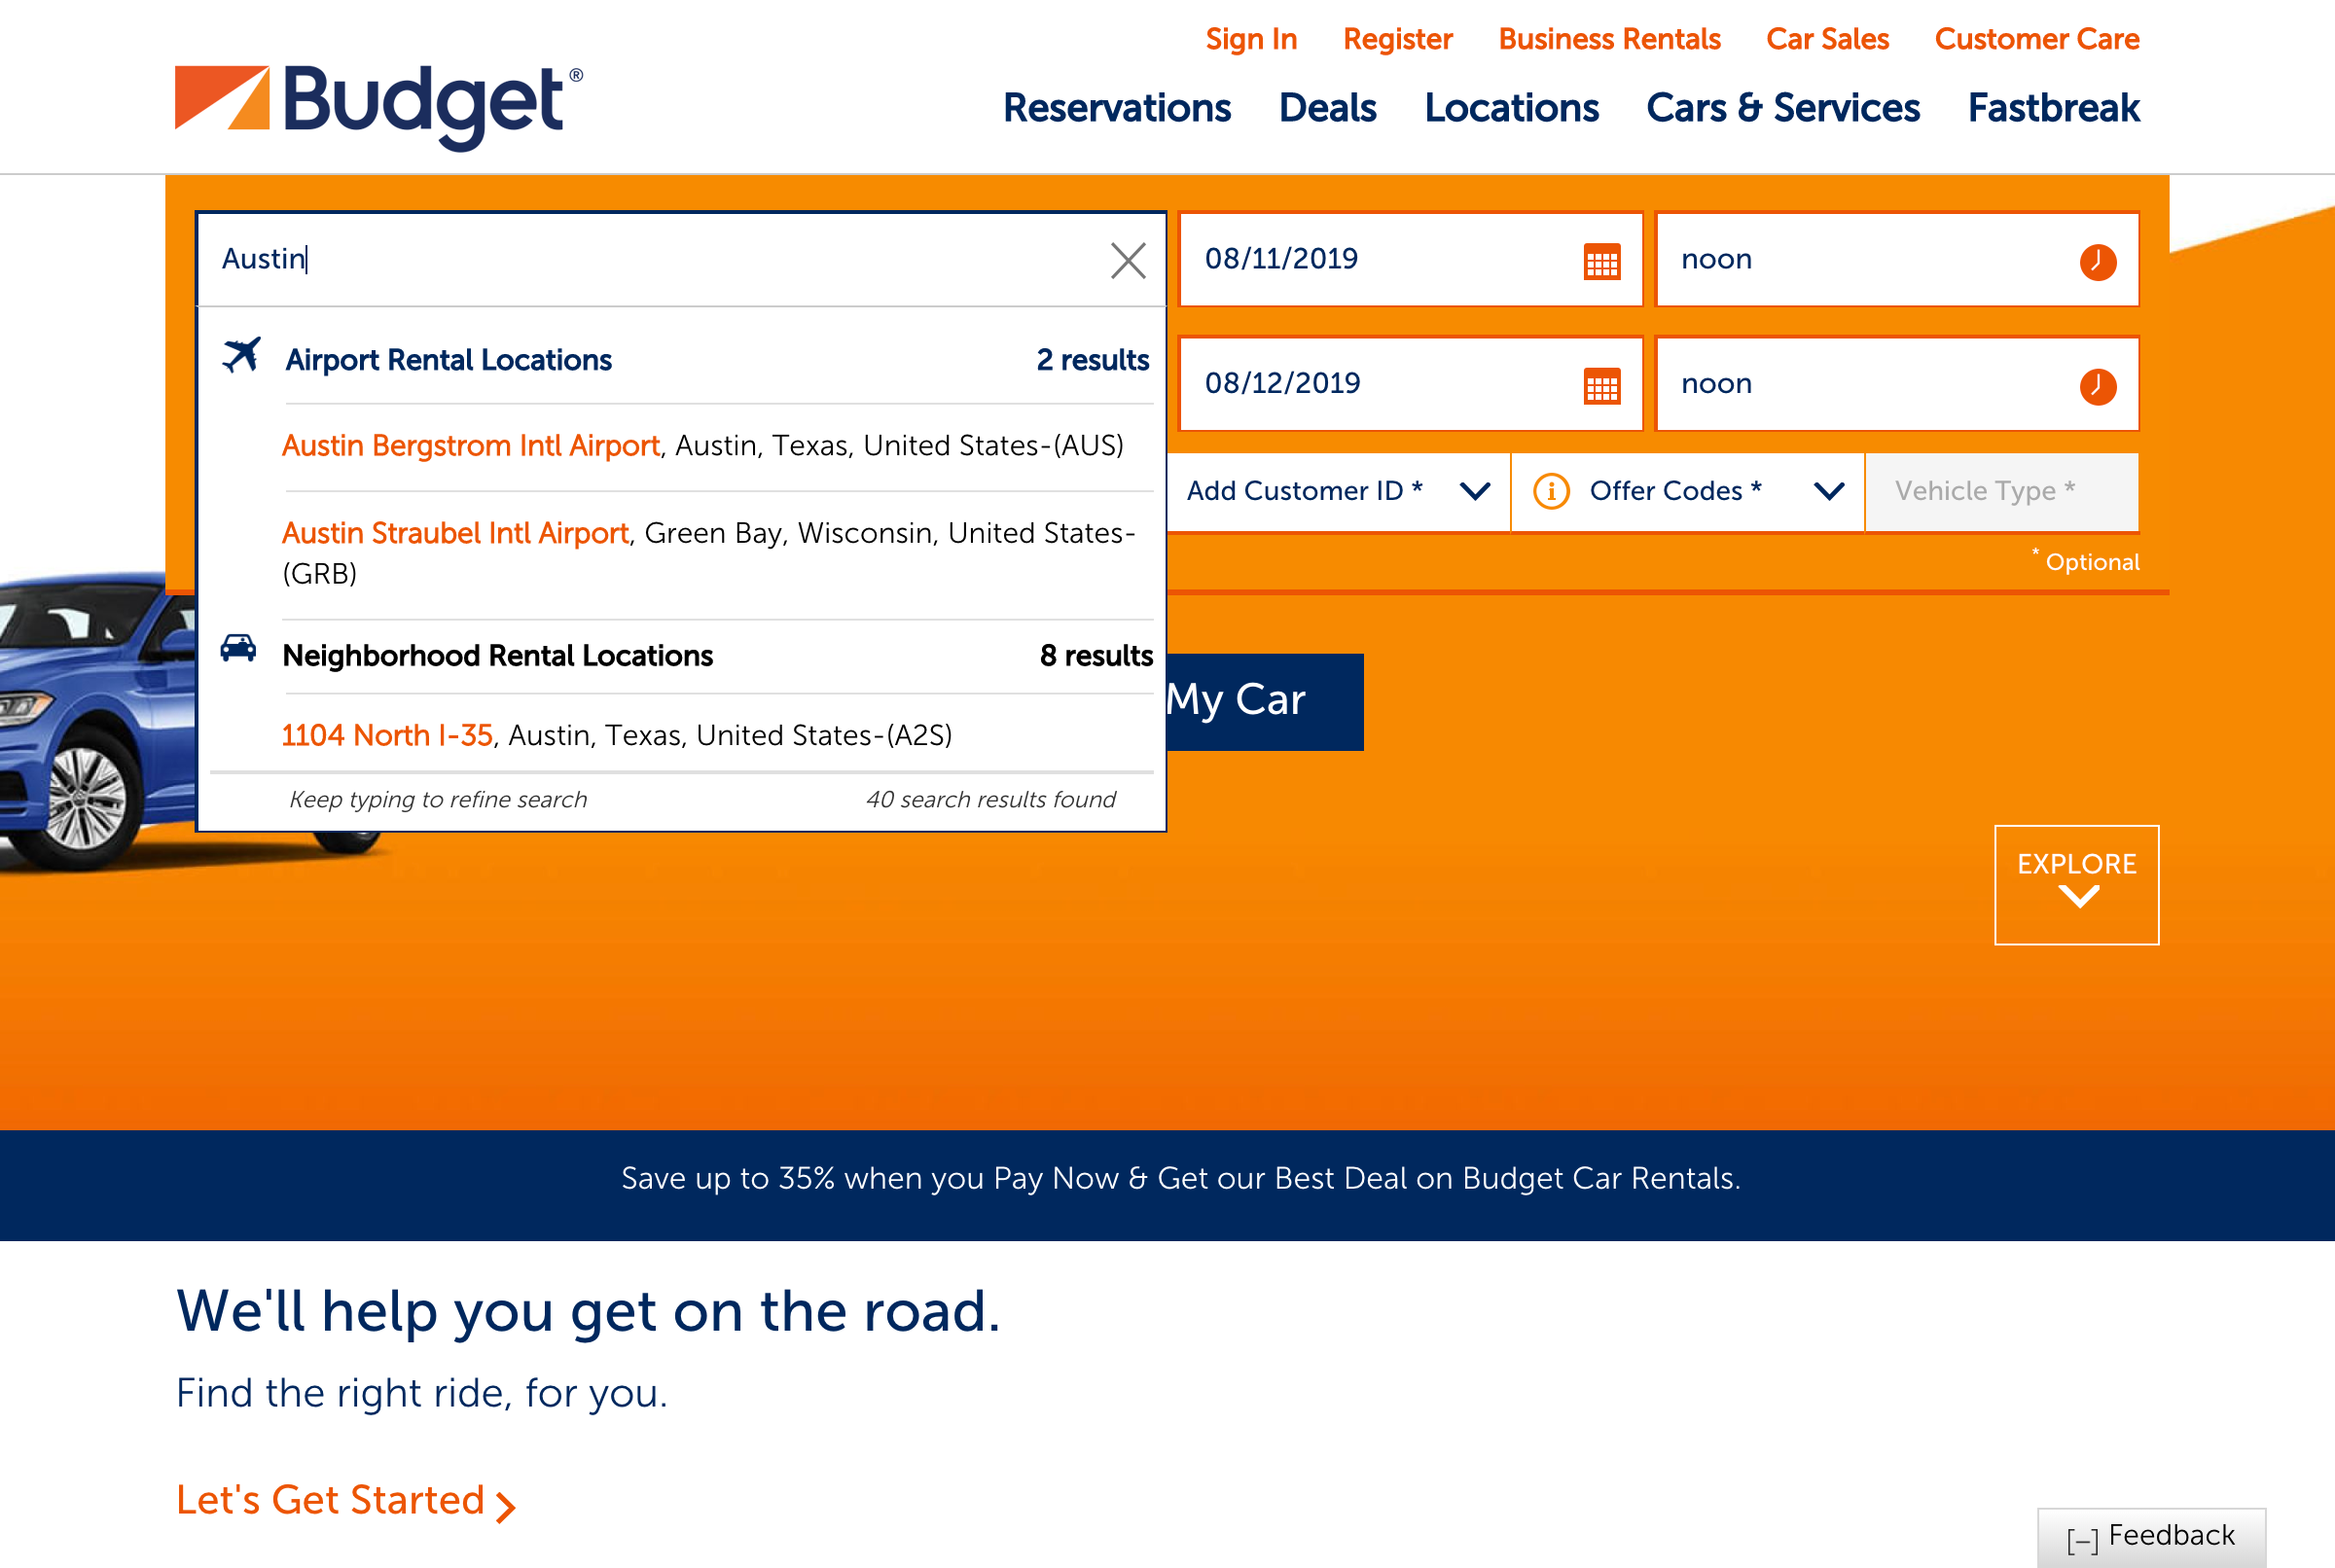 Sign In Register Business Rentals Car Sales Customer Care
Budget®
Reservations Deals Locations Cars & Services Fastbreak
Austin
08/11/2019
noon
Airport Rental Locations 2 results
08/12/2019
noon
Austin Bergstrom Intl Airport, Austin, Texas, United States-(AUS)
Add Customer ID *
Offer Codes *
Vehicle Type *
Austin Straubel Intl Airport, Green Bay, Wisconsin, United States-
(GRB)
* Optional
Neighborhood Rental Locations 8 results
My Car
1104 North I-35, Austin, Texas, United States-(A2S)
Keep typing to refine search 40 search results found
EXPLORE
Save up to 35% when you Pay Now & Get our Best Deal on Budget Car Rentals.
We'll help you get on the road.
Find the right ride, for you.
Let's Get Started
[–] Feedback